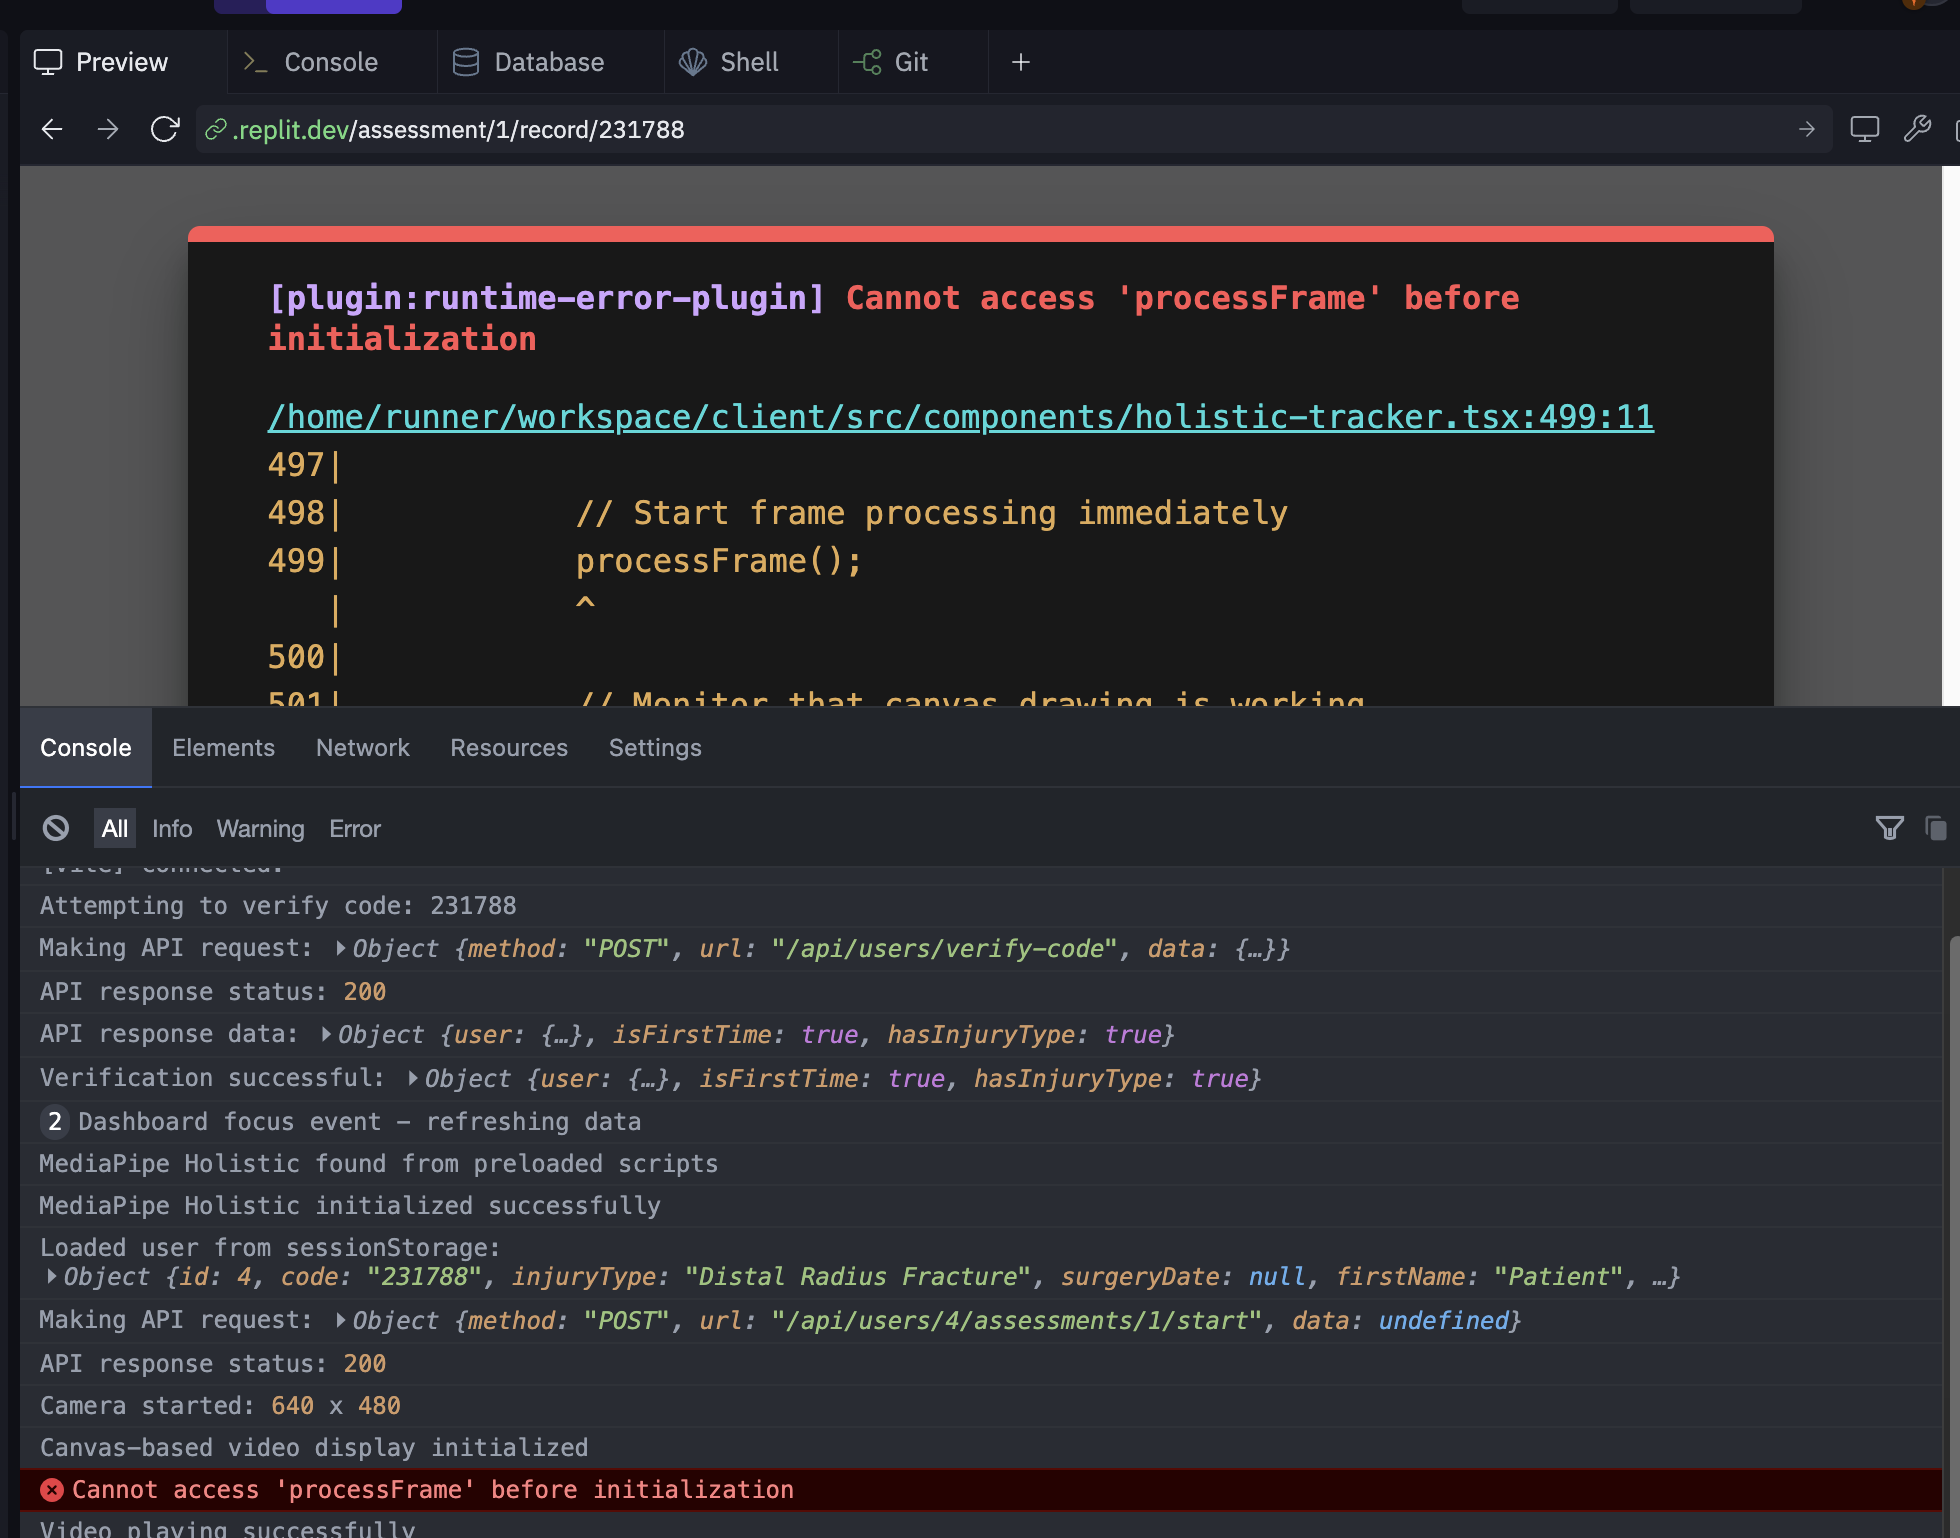 Preview
Console
Database
Shell
Git
.replit.dev/assessment/1/record/231788
[plugin:runtime-error-plugin] Cannot access 'processFrame' before
initialization
/home/runner/workspace/client/src/components/holistic-tracker.tsx:499:11
497|
498|            // Start frame processing immediately
499|            processFrame();
   |            ^
500|
501|            // Monitor that canvas drawing is working
Console
Elements
Network
Resources
Settings
All
Info
Warning
Error
[vite] connected.
Attempting to verify code: 231788
Making API request: Object {method: "POST", url: "/api/users/verify-code", data: {…}}
API response status: 200
API response data: Object {user: {…}, isFirstTime: true, hasInjuryType: true}
Verification successful: Object {user: {…}, isFirstTime: true, hasInjuryType: true}
2 Dashboard focus event – refreshing data
MediaPipe Holistic found from preloaded scripts
MediaPipe Holistic initialized successfully
Loaded user from sessionStorage:
Object {id: 4, code: "231788", injuryType: "Distal Radius Fracture", surgeryDate: null, firstName: "Patient", …}
Making API request: Object {method: "POST", url: "/api/users/4/assessments/1/start", data: undefined}
API response status: 200
Camera started: 640 x 480
Canvas-based video display initialized
Cannot access 'processFrame' before initialization
Video playing successfully